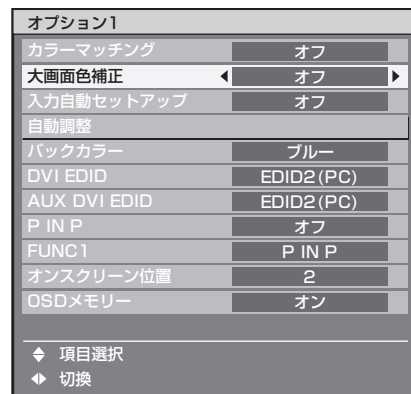 オプション1
カラーマッチング オフ
大画面色補正 オフ
入力自動セットアップ オフ
自動調整
バックカラー ブルー
DVI EDID EDID2(PC)
AUX DVI EDID EDID2(PC)
P IN P オフ
FUNC1 P IN P
オンスクリーン位置 2
OSDメモリー オン
項目選択
切換